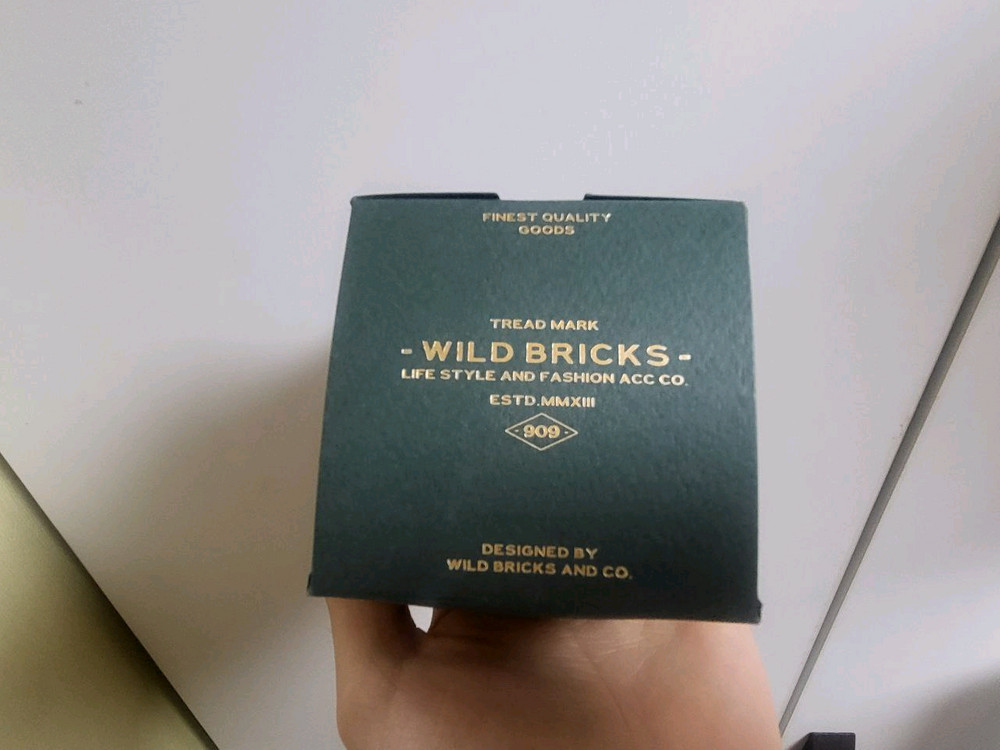 FINEST QUALITY
GOODS
TREAD MARK
- WILD BRICKS -
LIFE STYLE AND FASHION ACC CO.
ESTD.MMXIII
- 909 -
DESIGNED BY
WILD BRICKS AND CO.